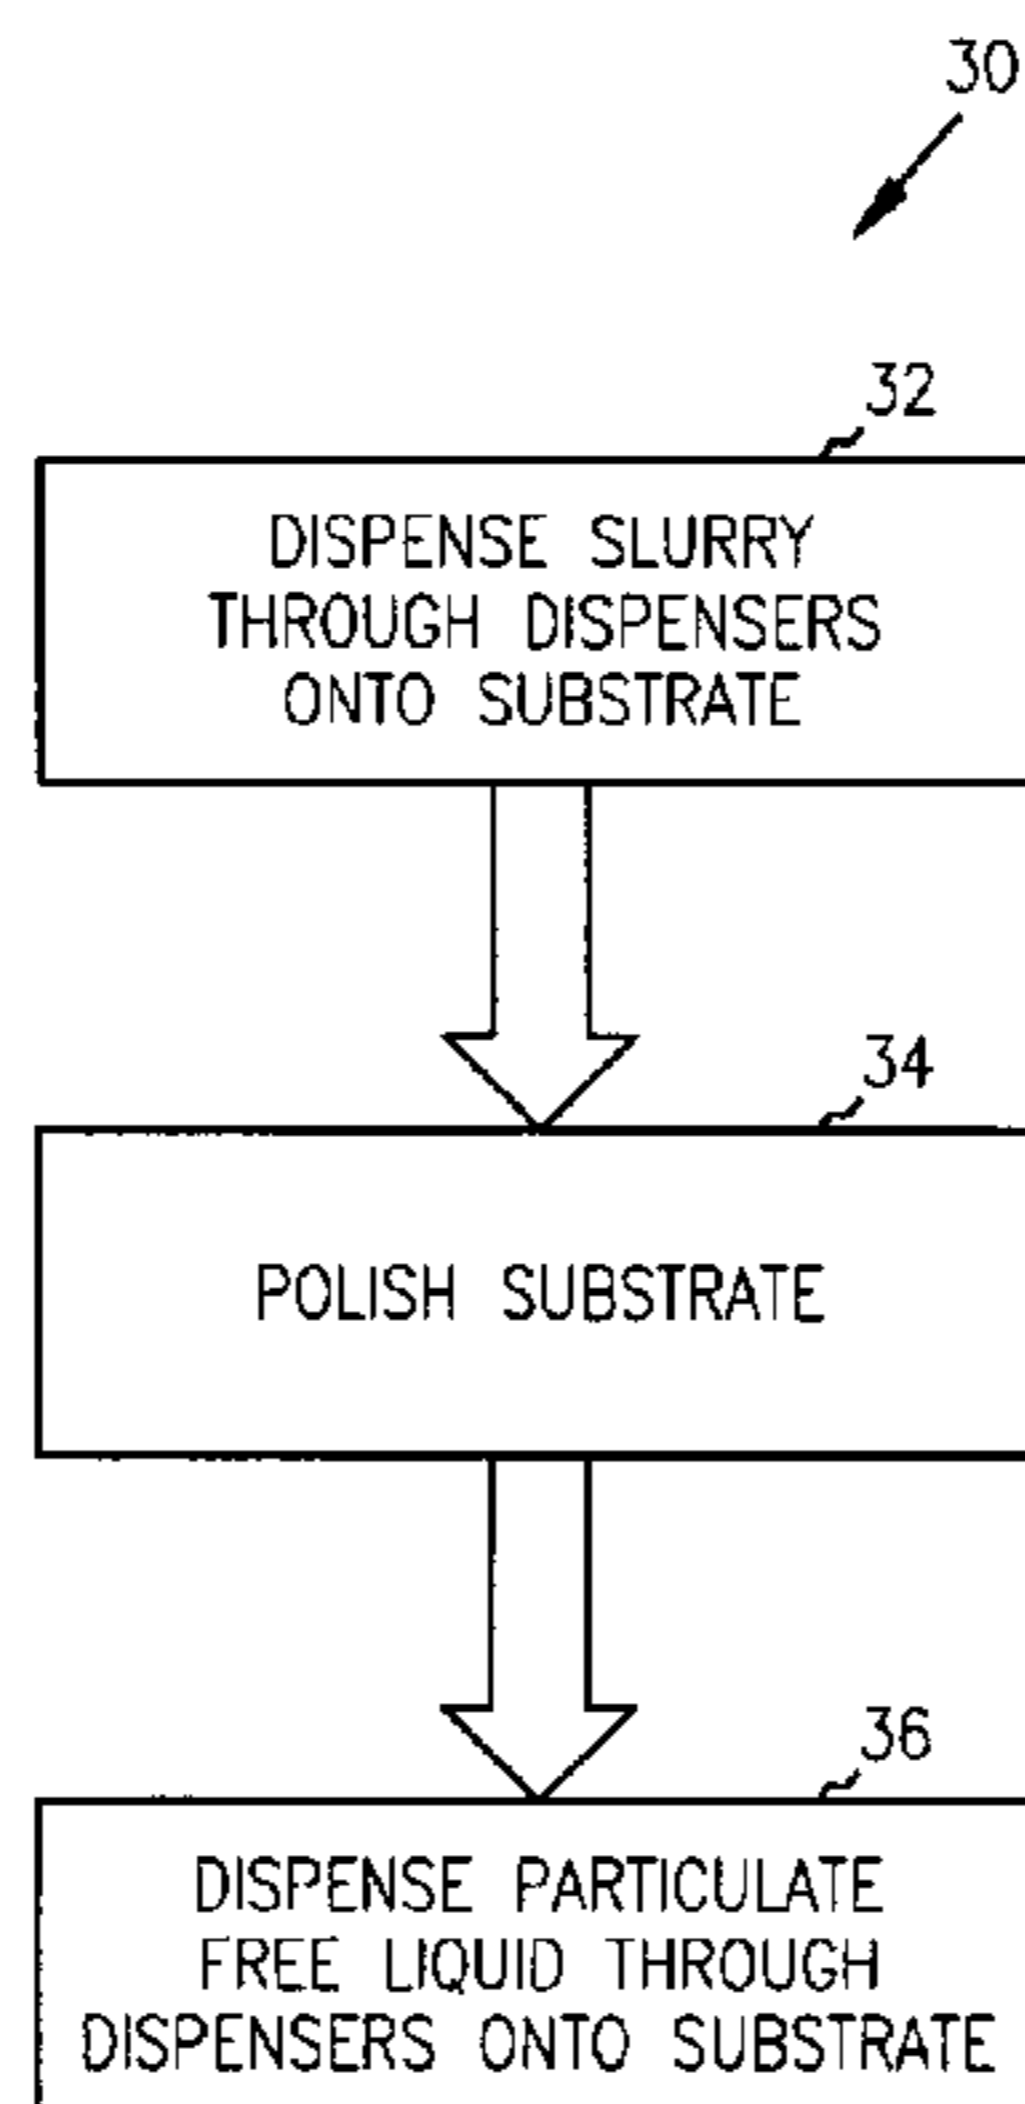 30
32
DISPENSE SLURRY
THROUGH DISPENSERS
ONTO SUBSTRATE
34
POLISH SUBSTRATE
36
DISPENSE PARTICULATE
FREE LIQUID THROUGH
DISPENSERS ONTO SUBSTRATE